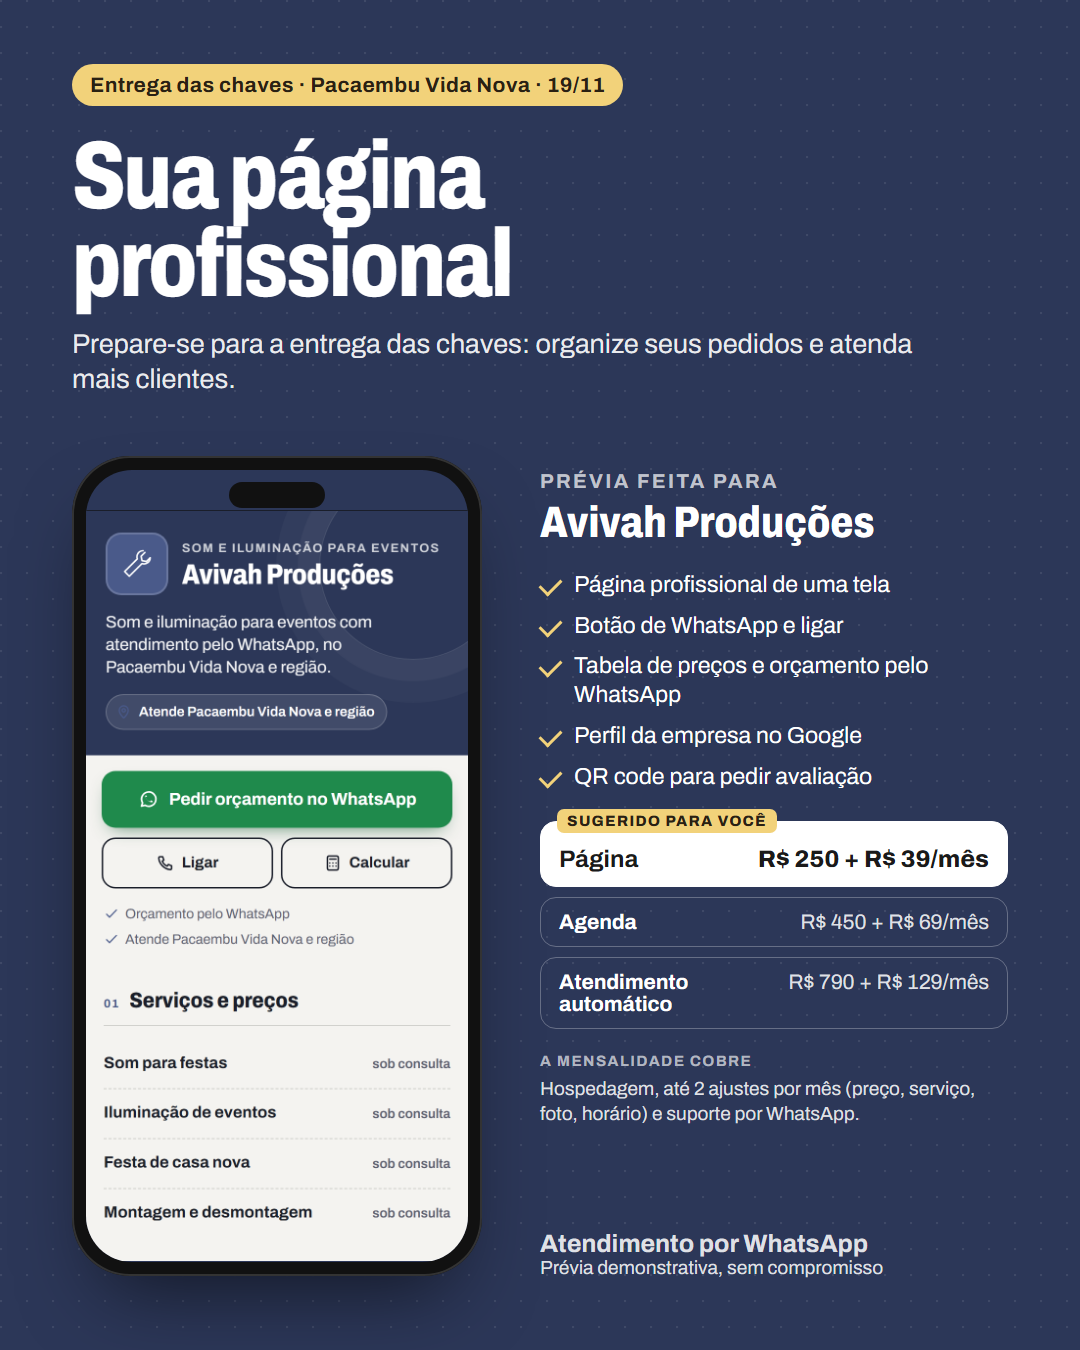 Entrega das chaves · Pacaembu Vida Nova · 19/11
Sua página
profissional
Prepare-se para a entrega das chaves: organize seus pedidos e atenda
mais clientes.
SOM E ILUMINAÇÃO PARA EVENTOS
Avivah Produções
Som e iluminação para eventos com
atendimento pelo WhatsApp, no
Pacaembu Vida Nova e região.
Atende Pacaembu Vida Nova e região
Pedir orçamento no WhatsApp
Ligar
Calcular
Orçamento pelo WhatsApp
Atende Pacaembu Vida Nova e região
01 Serviços e preços
Som para festas sob consulta
Iluminação de eventos sob consulta
Festa de casa nova sob consulta
Montagem e desmontagem sob consulta
PRÉVIA FEITA PARA
Avivah Produções
Página profissional de uma tela
Botão de WhatsApp e ligar
Tabela de preços e orçamento pelo
WhatsApp
Perfil da empresa no Google
QR code para pedir avaliação
SUGERIDO PARA VOCÊ
Página R$ 250 + R$ 39/mês
Agenda R$ 450 + R$ 69/mês
Atendimento R$ 790 + R$ 129/mês
automático
A MENSALIDADE COBRE
Hospedagem, até 2 ajustes por mês (preço, serviço,
foto, horário) e suporte por WhatsApp.
Atendimento por WhatsApp
Prévia demonstrativa, sem compromisso